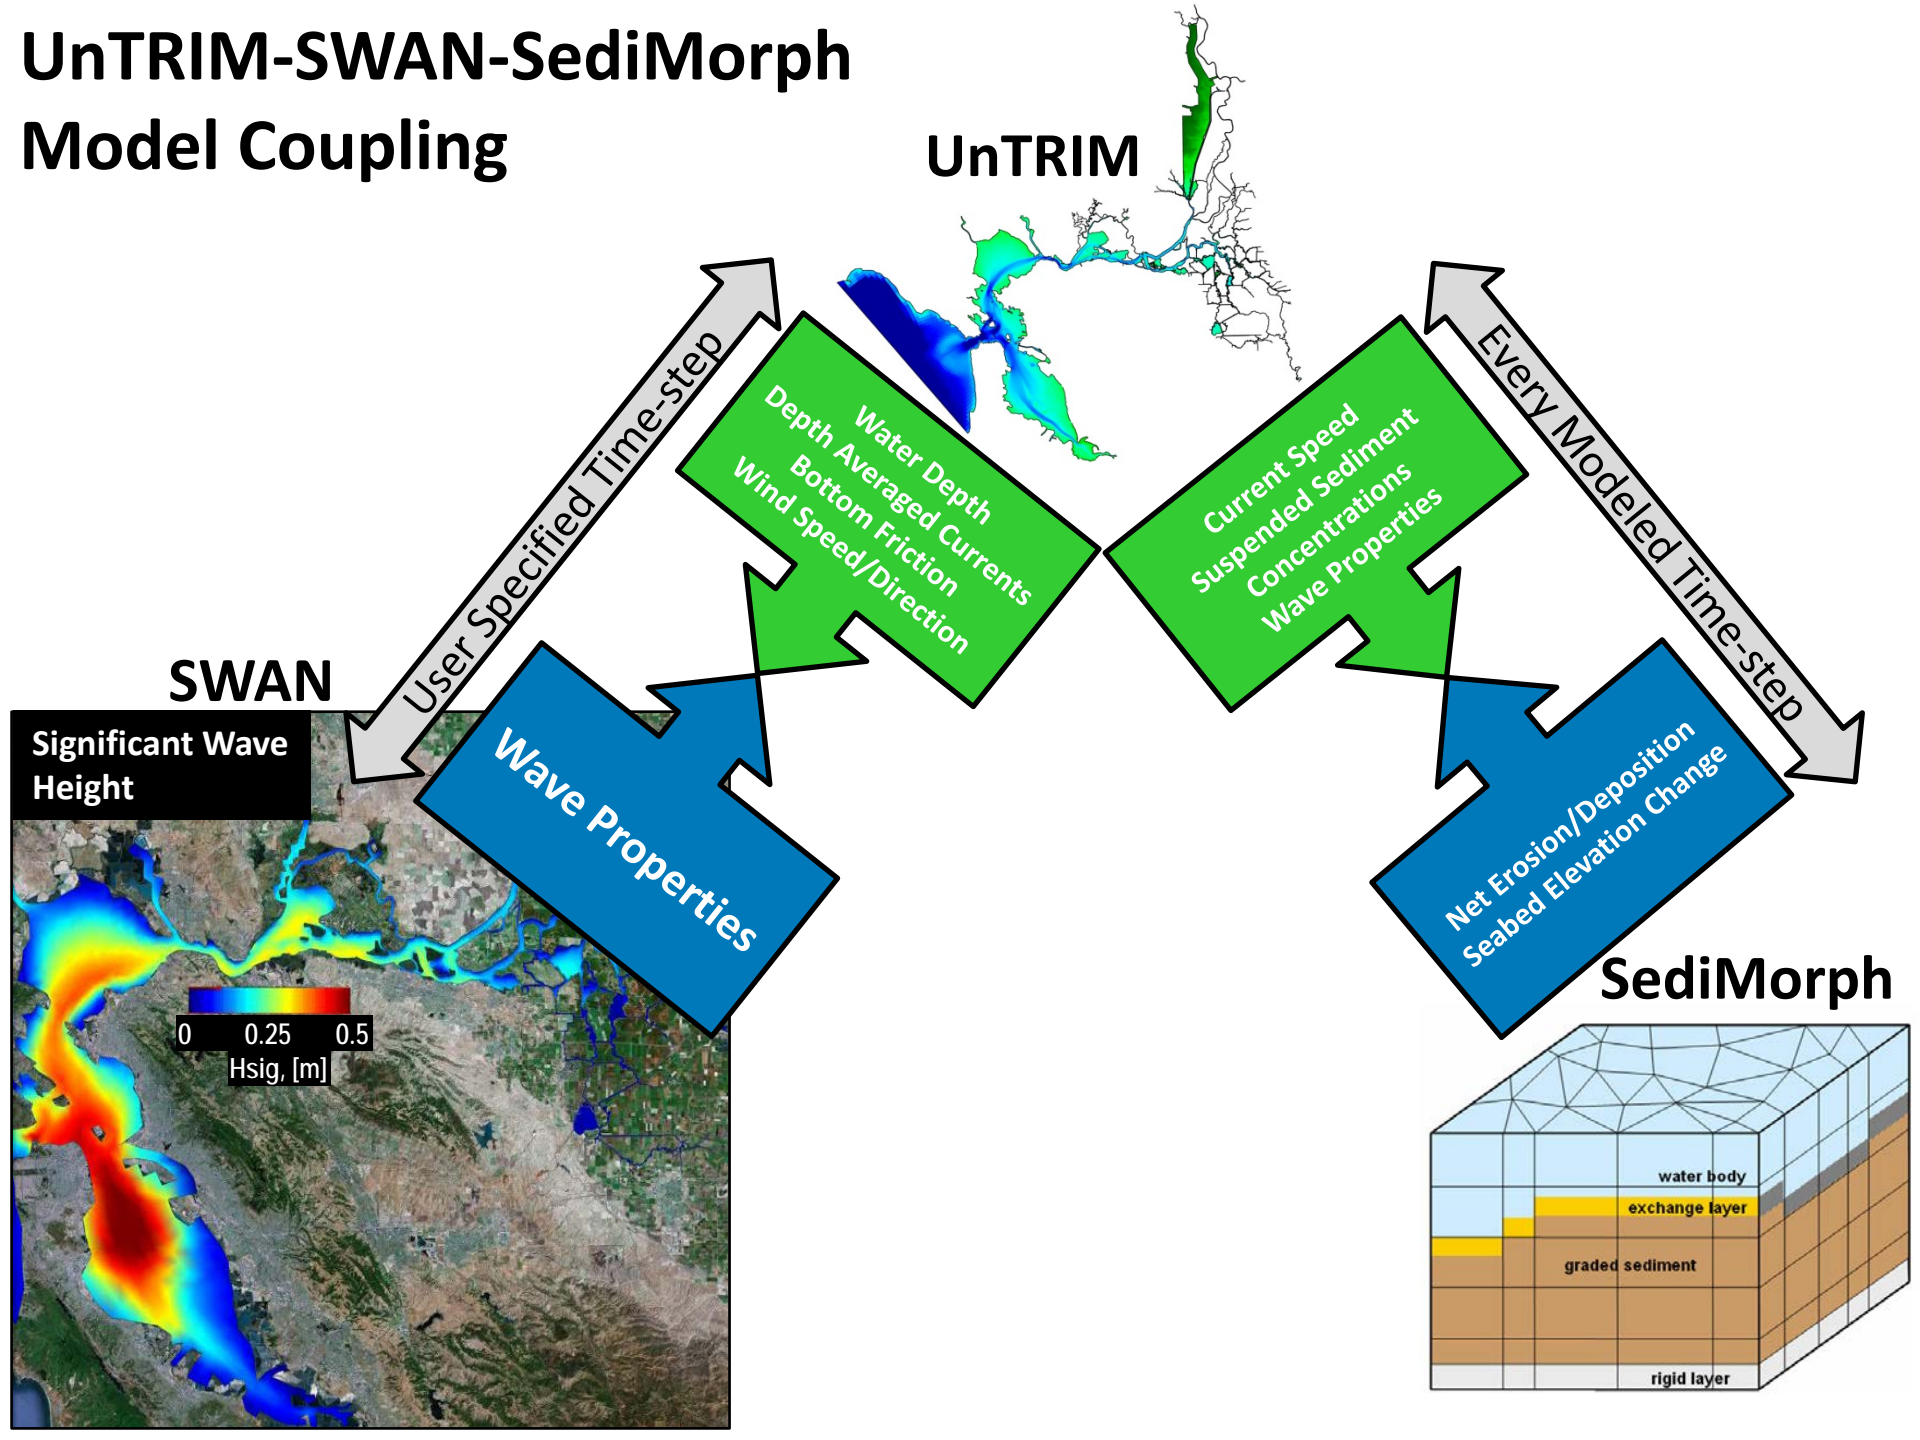 UnTRIM-SWAN-SediMorph
Model Coupling
UnTRIM
User Specified Time-step
Water Depth
Depth Averaged Currents
Bottom Friction
Wind Speed/Direction
Current Speed
Suspended Sediment
Concentrations
Wave Properties
Every Modeled Time-step
SWAN
Significant Wave
Height
Wave Properties
0 0.25 0.5
Hsig, [m]
Net Erosion/Deposition
Seabed Elevation Change
SediMorph
water body
exchange layer
graded sediment
rigid layer